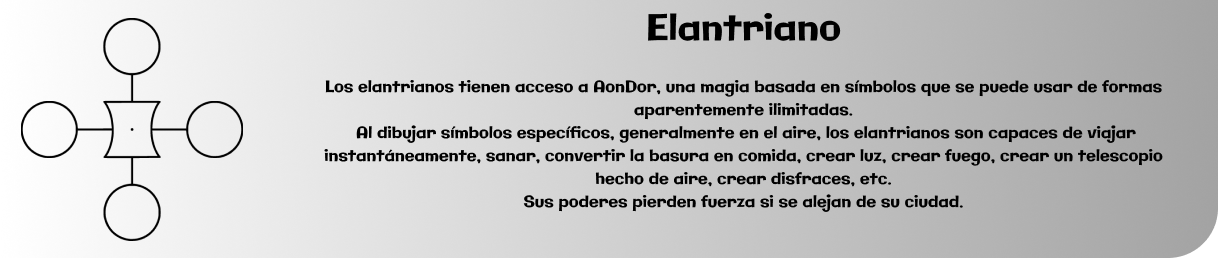 Elantriano
Los elantrianos tienen acceso a AonDor, una magia basada en símbolos que se puede usar de formas
aparentemente ilimitadas.
Al dibujar símbolos específicos, generalmente en el aire, los elantrianos son capaces de viajar
instantáneamente, sanar, convertir la basura en comida, crear luz, crear fuego, crear un telescopio
hecho de aire, crear disfraces, etc.
Sus poderes pierden fuerza si se alejan de su ciudad.